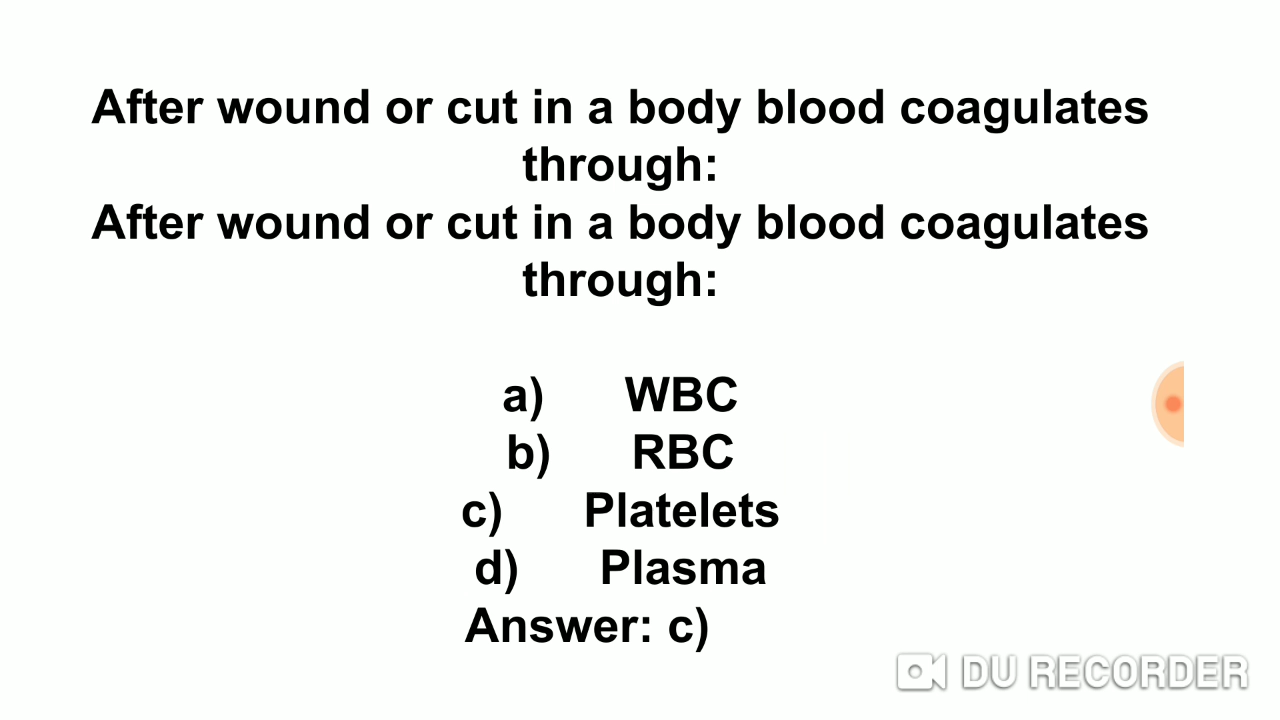 After wound or cut in a body blood coagulates
through:
After wound or cut in a body blood coagulates
through:
a) WBC
b) RBC
c) Platelets
d) Plasma
Answer: c)
DU RECORDER